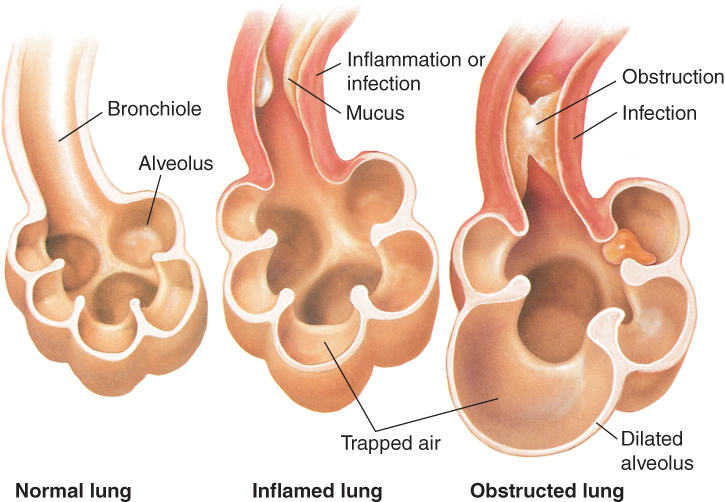 Bronchiole
Alveolus
Inflammation or
infection
Mucus
Obstruction
Infection
Trapped air
Dilated
alveolus
Normal lung
Inflamed lung
Obstructed lung